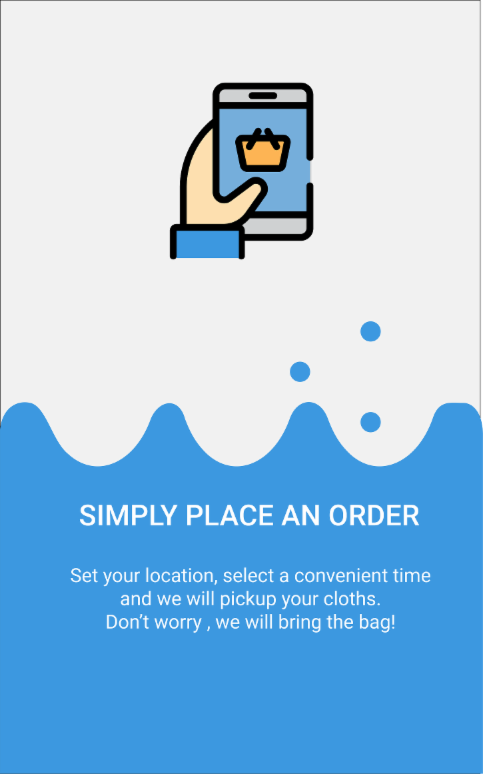 SIMPLY PLACE AN ORDER
Set your location, select a convenient time
and we will pickup your cloths.
Don’t worry , we will bring the bag!